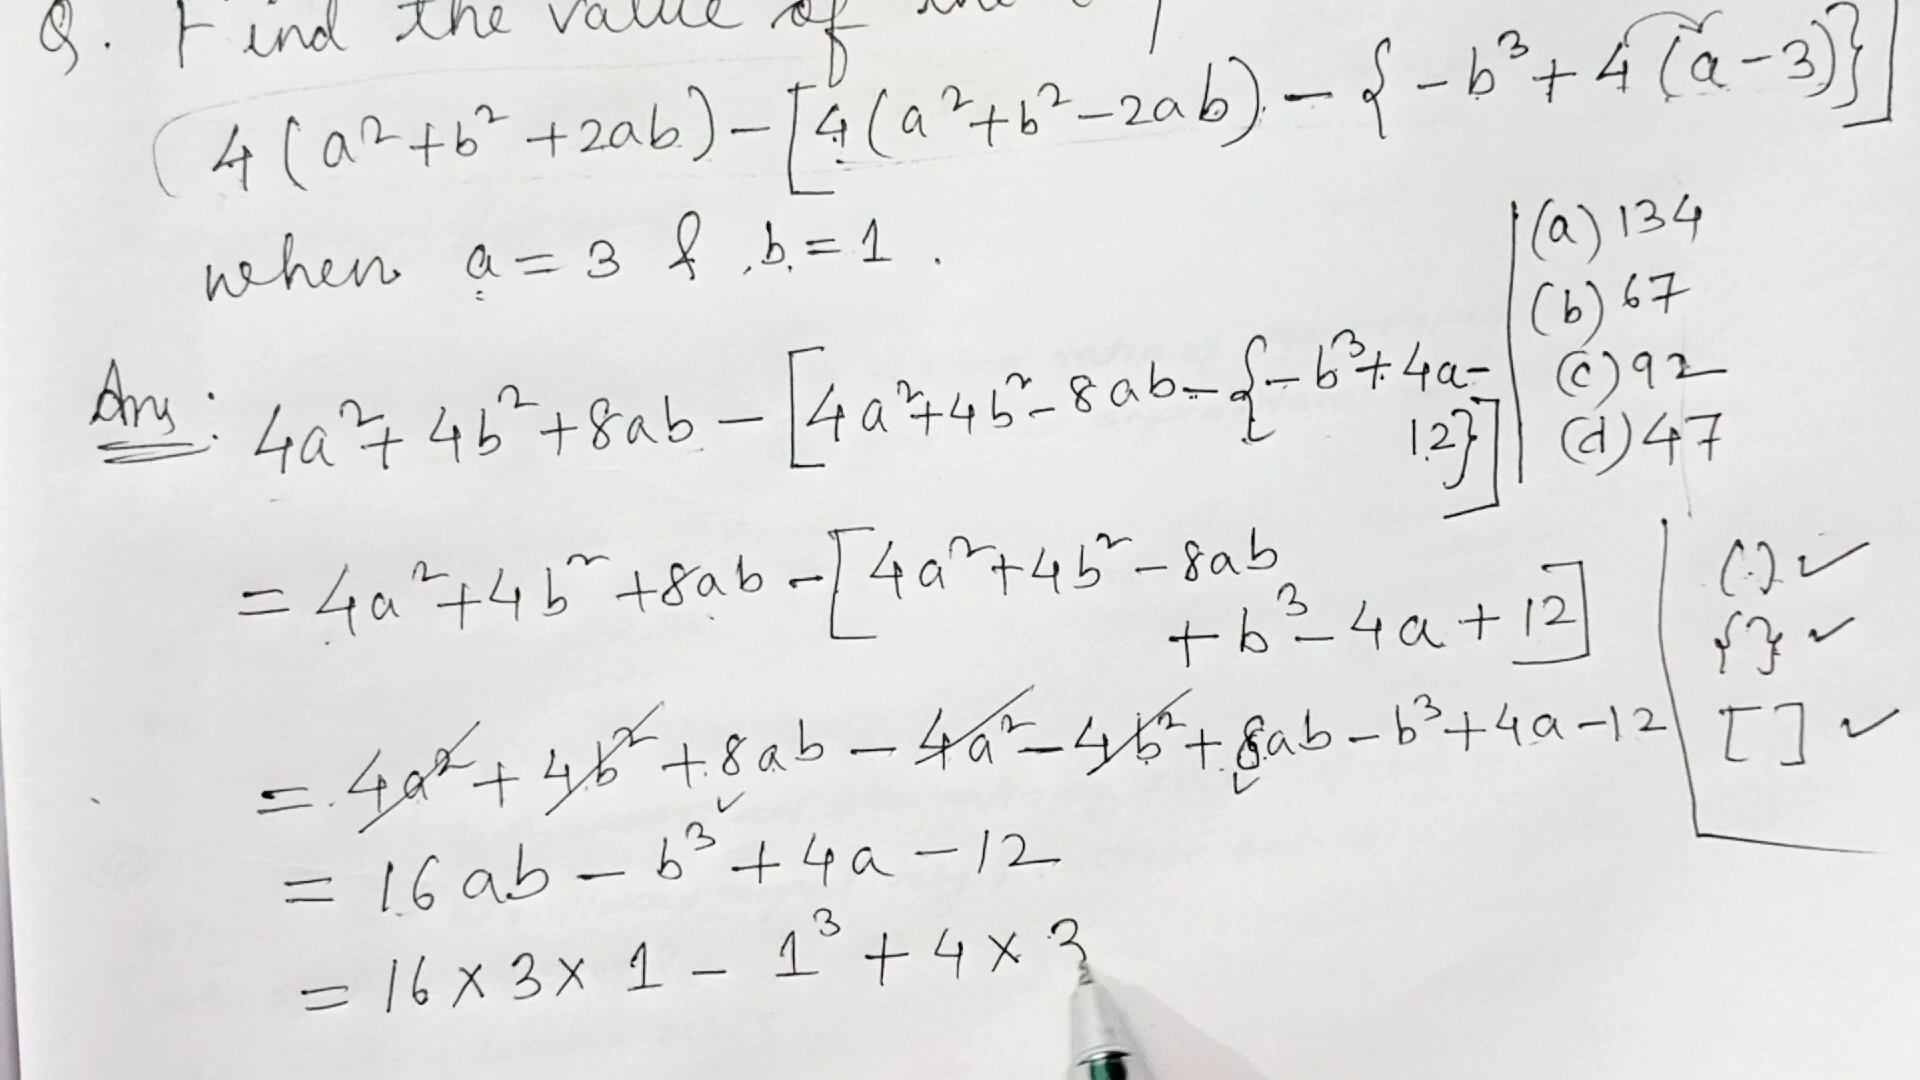 Q. Find the value of the
4(a²+b²+2ab)-[4(a²+b²-2ab)-{-b³+4(a-3)}]
when a=3 & b=1.
(a) 134
(b) 67
(c) 92
(d) 47
Ans: 4a²+4b²+8ab-[4a²+4b²-8ab-{-b³+4a-
12}]
=4a²+4b²+8ab-[4a²+4b²-8ab
+b³-4a+12]
() ✓
{} ✓
[] ✓
=4a²+4b²+8ab-4a²-4b²+8ab-b³+4a-12
=16ab-b³+4a-12
=16×3×1-1³+4×3